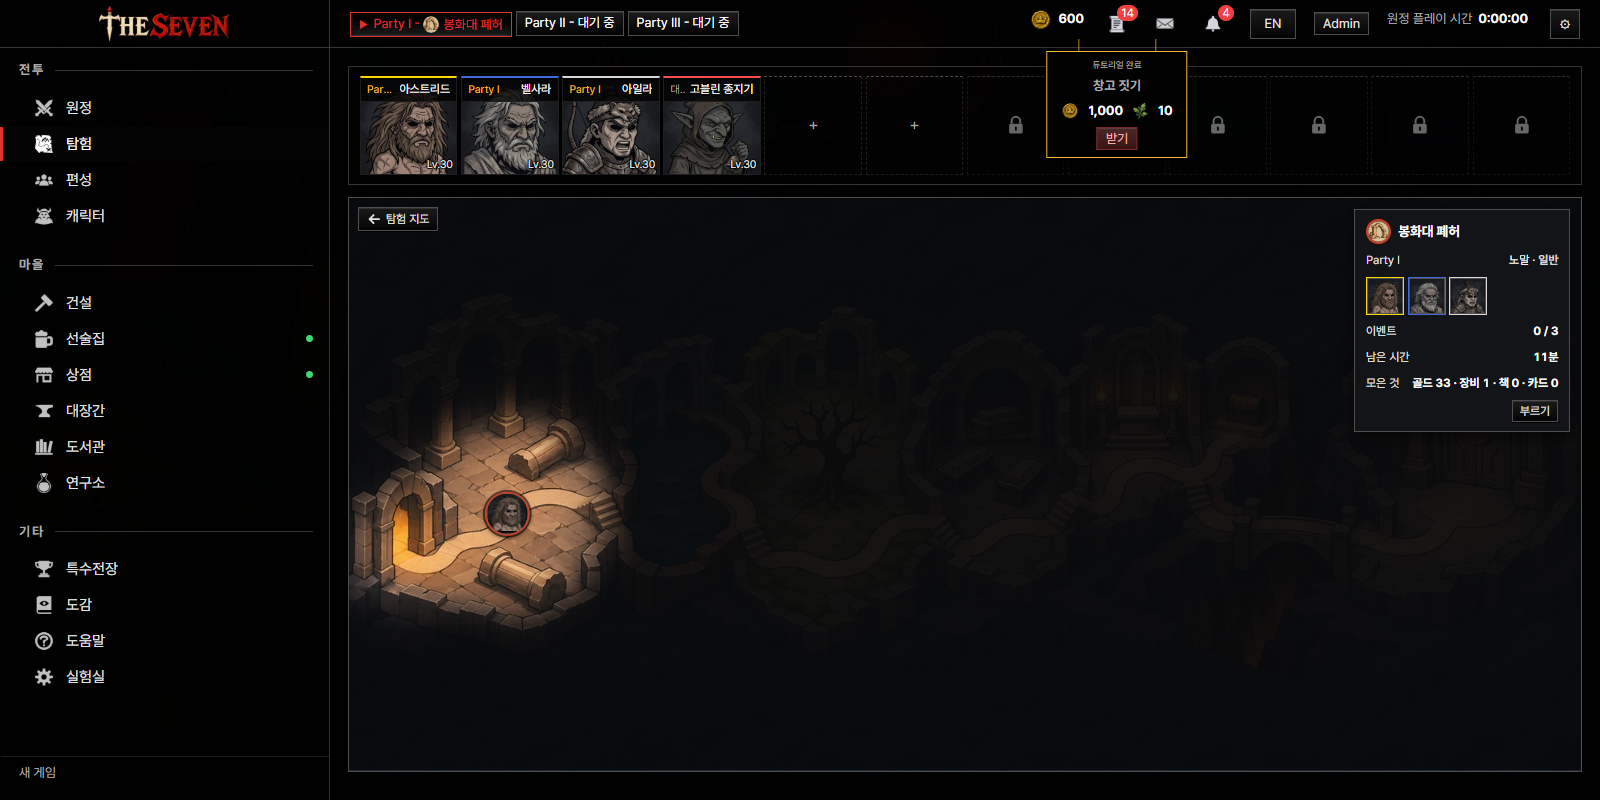 THE SEVEN
▶ Party I - 봉화대 폐허
Party II - 대기 중
Party III - 대기 중
600
14
4
EN
Admin
원정 플레이 시간 0:00:00
전투
원정
탐험
편성
캐릭터
마을
건설
선술집
상점
대장간
도서관
연구소
기타
특수전장
도감
도움말
실험실
새 게임
Par... 아스트리드
Lv.30
Party I 벨사라
Lv.30
Party I 아일라
Lv.30
대.. 고블린 종지기
Lv.30
+
+
튜토리얼 완료
창고 짓기
1,000 10
받기
← 탐험 지도
봉화대 폐허
Party I 노말 · 일반
이벤트 0 / 3
남은 시간 11분
모은 것 골드 33 · 장비 1 · 책 0 · 카드 0
부르기